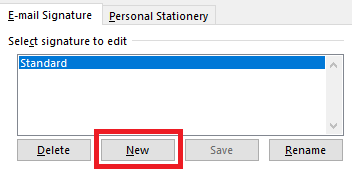 E-mail Signature Personal Stationery
Select signature to edit
Standard
Delete New Save Rename